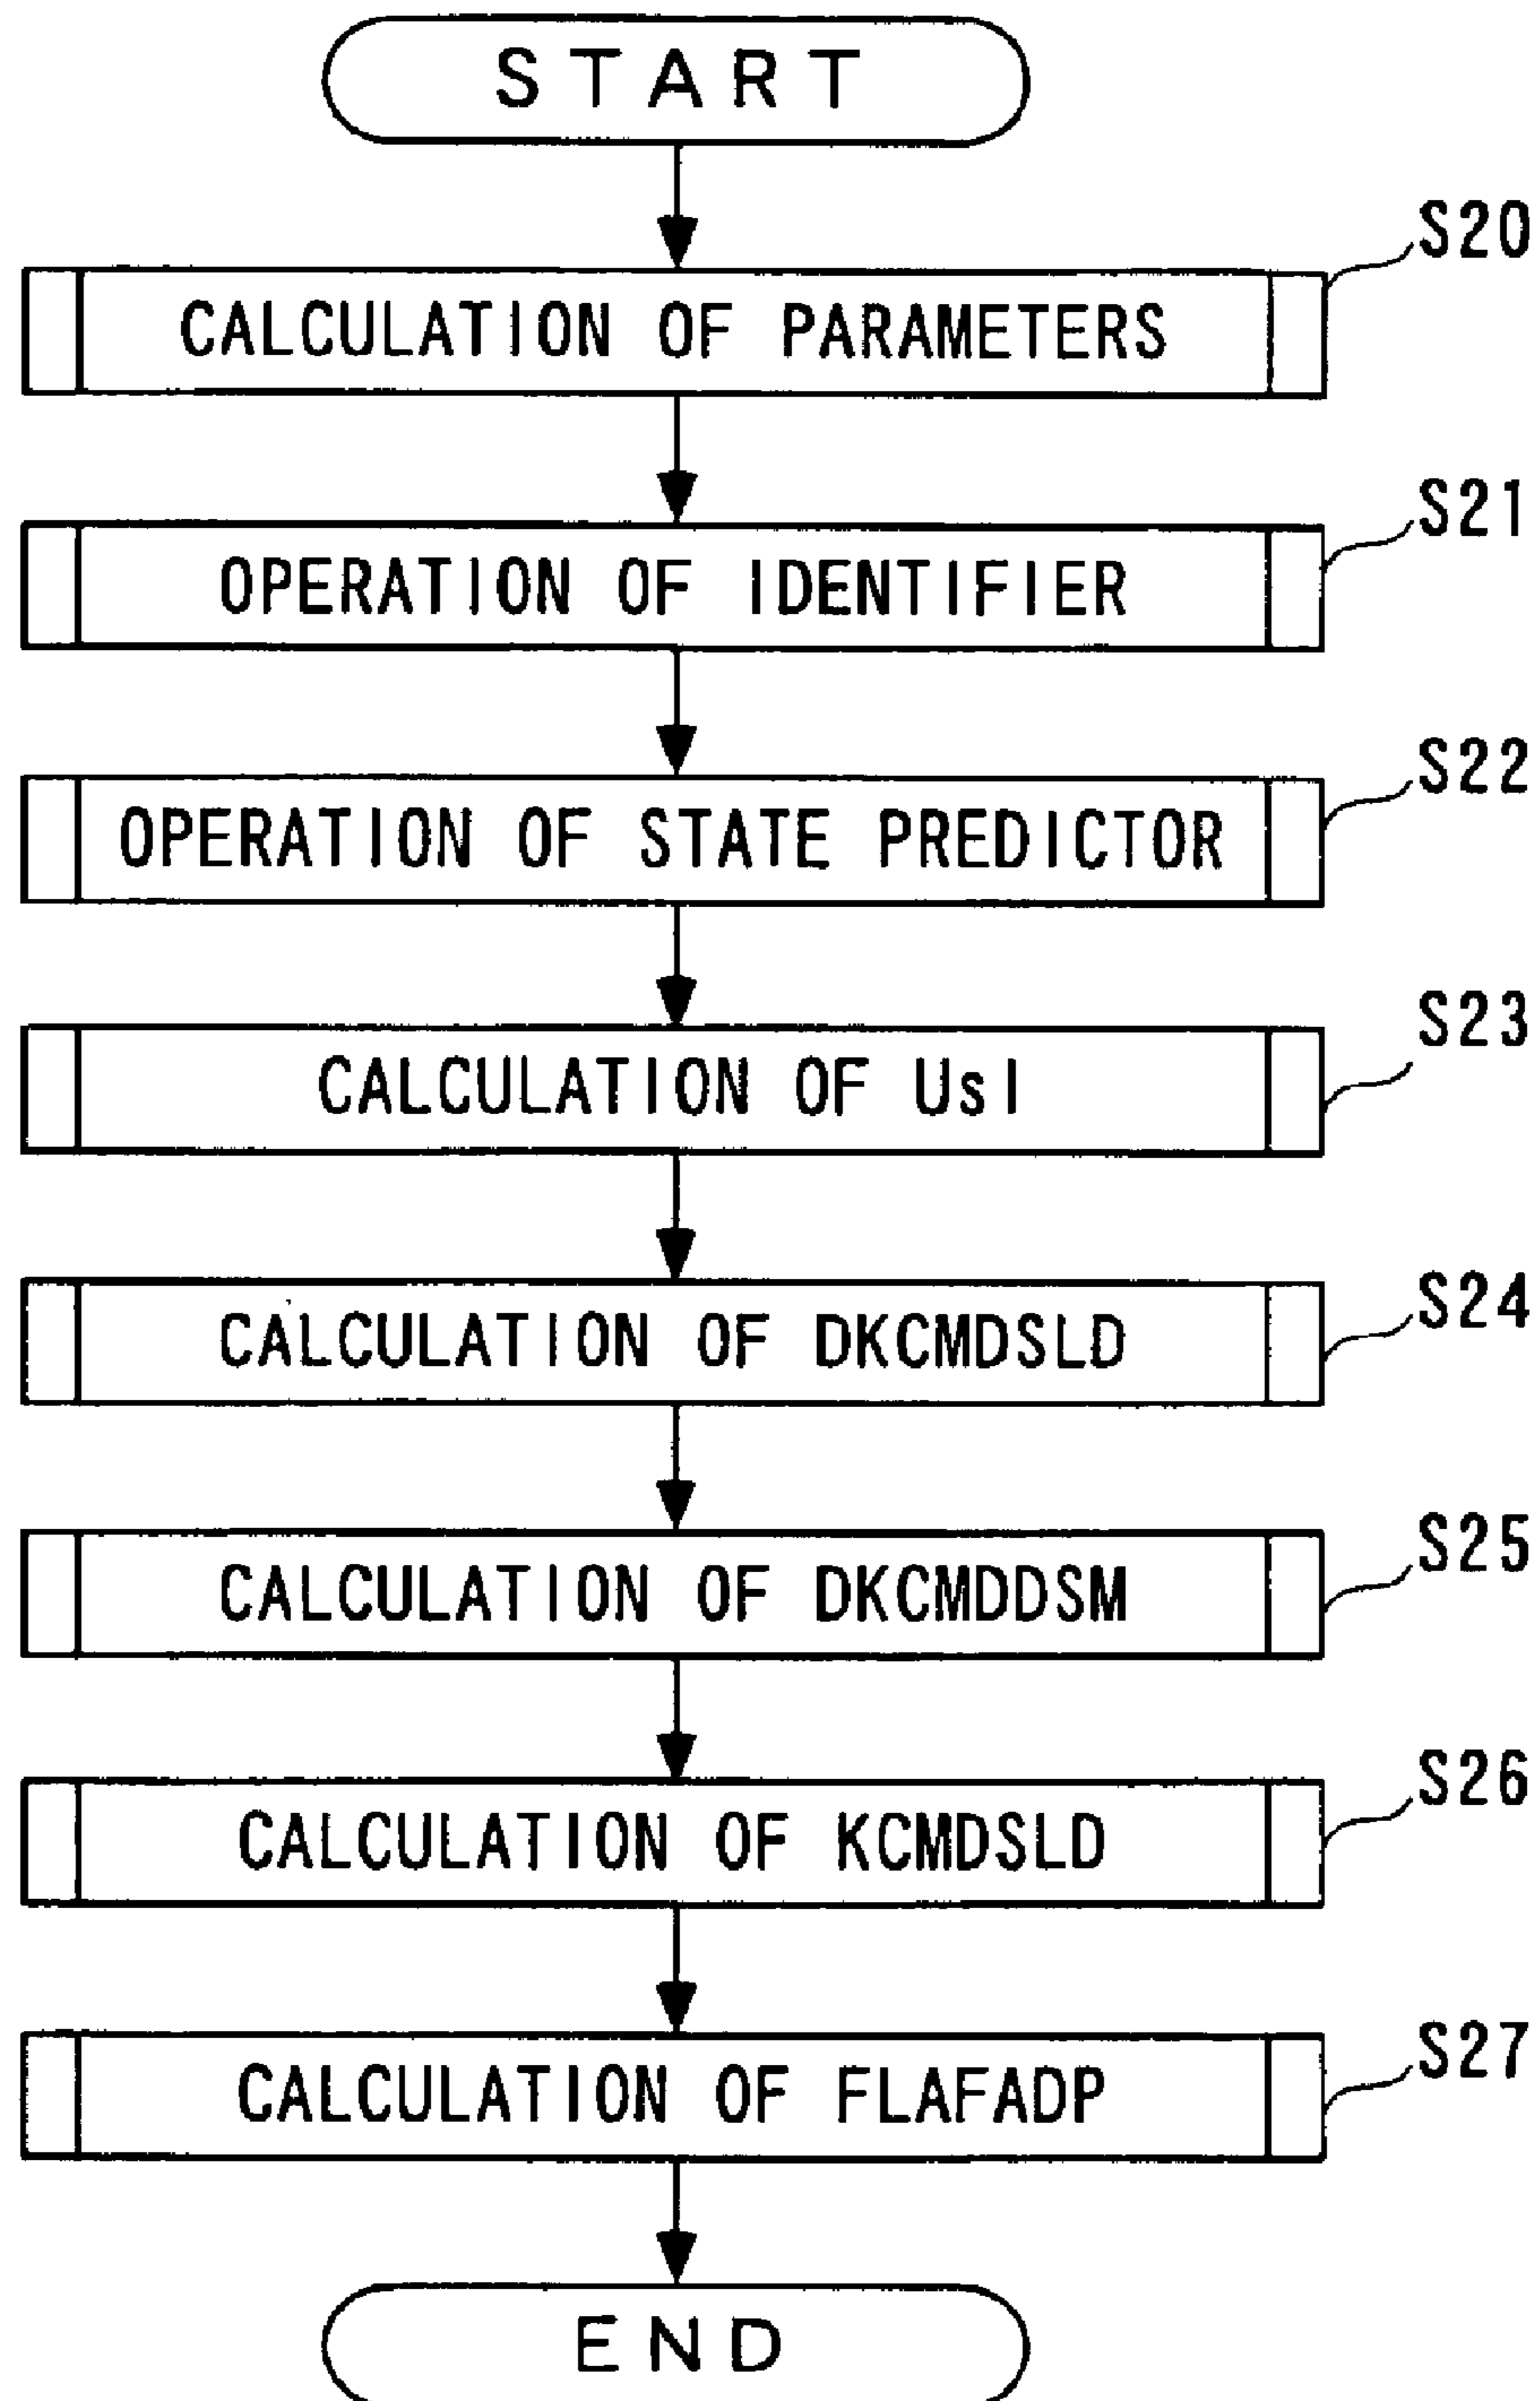 START
S20
CALCULATION OF PARAMETERS
S21
OPERATION OF IDENTIFIER
S22
OPERATION OF STATE PREDICTOR
S23
CALCULATION OF Usl
S24
CALCULATION OF DKCMDSLD
S25
CALCULATION OF DKCMDDSM
S26
CALCULATION OF KCMDSLD
S27
CALCULATION OF FLAFADP
END